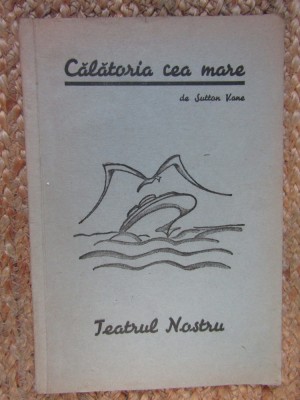 Călătoria cea mare
de Sutton Vane
Teatrul Nostru